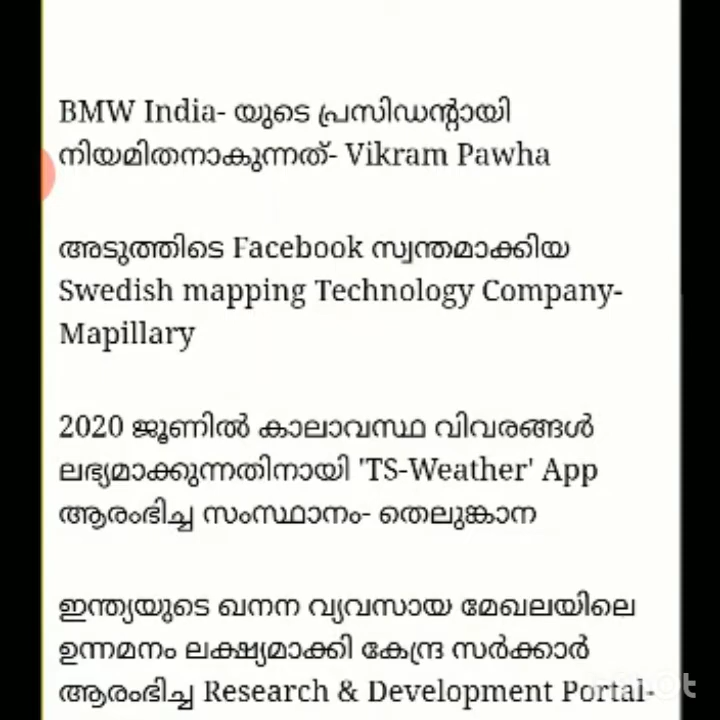 BMW India- യുടെ പ്രസിഡന്റായി
നിയമിതനാകുന്നത്- Vikram Pawha
അടുത്തിടെ Facebook സ്വന്തമാക്കിയ
Swedish mapping Technology Company-
Mapillary
2020 ജൂണിൽ കാലാവസ്ഥ വിവരങ്ങൾ
ലഭ്യമാക്കുന്നതിനായി 'TS-Weather' App
ആരംഭിച്ച സംസ്ഥാനം- തെലുങ്കാന
ഇന്ത്യയുടെ ഖനന വ്യവസായ മേഖലയിലെ
ഉന്നമനം ലക്ഷ്യമാക്കി കേന്ദ്ര സർക്കാർ
ആരംഭിച്ച Research & Development Portal-